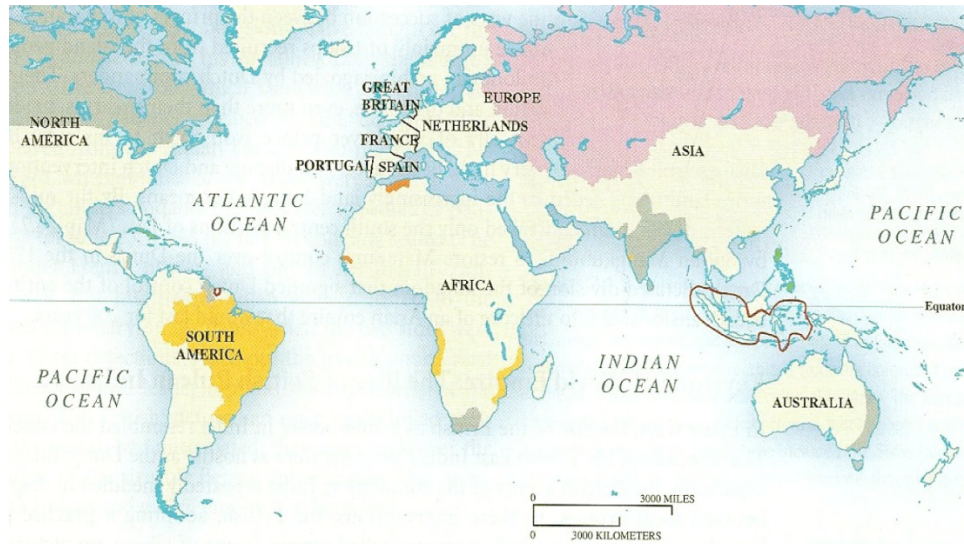 GREAT
BRITAIN
EUROPE
NORTH
AMERICA
NETHERLANDS
FRANCE
ASIA
PORTUGAL
SPAIN
ATLANTIC
OCEAN
PACIFIC
OCEAN
AFRICA
Equator
SOUTH
AMERICA
INDIAN
OCEAN
PACIFIC
OCEAN
AUSTRALIA
0
3000 MILES
0
3000 KILOMETERS